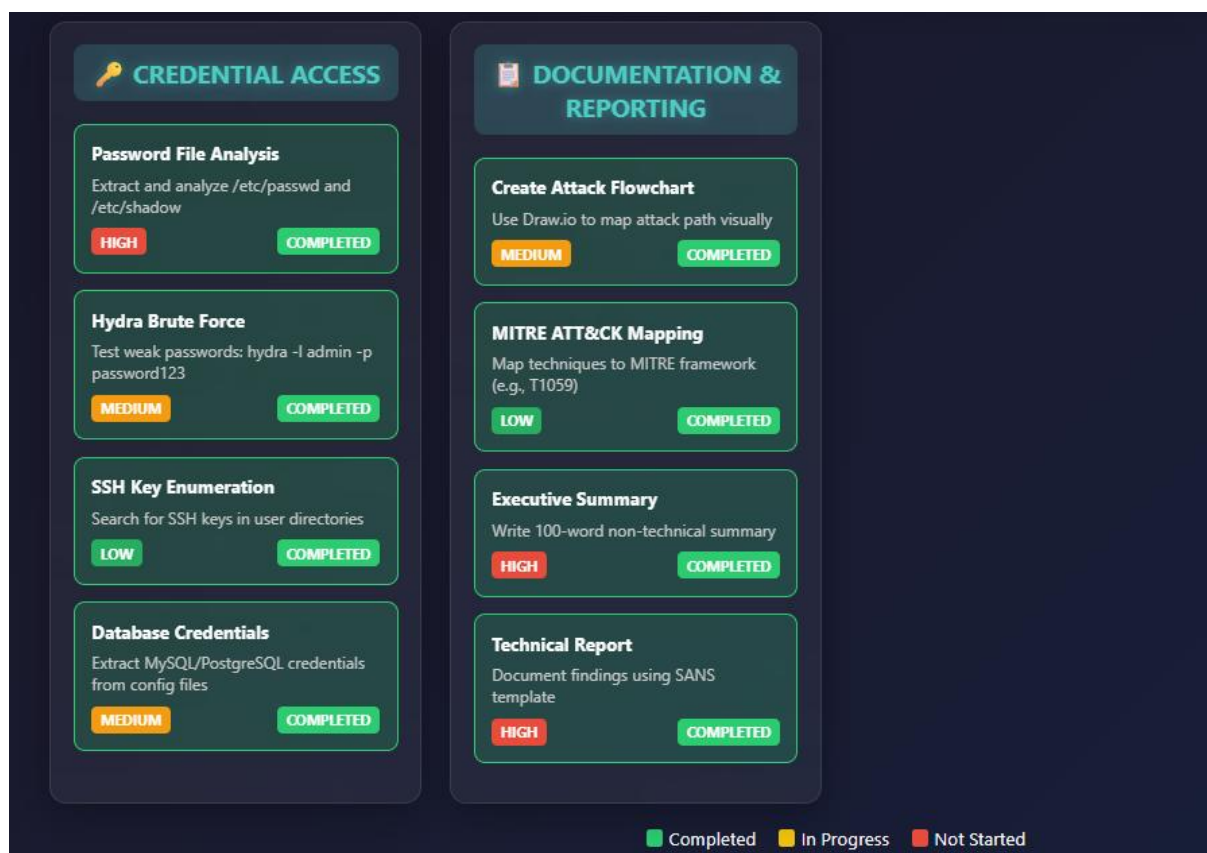 CREDENTIAL ACCESS
Password File Analysis
Extract and analyze /etc/passwd and
/etc/shadow
HIGH
COMPLETED
Hydra Brute Force
Test weak passwords: hydra -l admin -p
password123
MEDIUM
COMPLETED
SSH Key Enumeration
Search for SSH keys in user directories
LOW
COMPLETED
Database Credentials
Extract MySQL/PostgreSQL credentials
from config files
MEDIUM
COMPLETED
DOCUMENTATION &
REPORTING
Create Attack Flowchart
Use Draw.io to map attack path visually
MEDIUM
COMPLETED
MITRE ATT&CK Mapping
Map techniques to MITRE framework
(e.g., T1059)
LOW
COMPLETED
Executive Summary
Write 100-word non-technical summary
HIGH
COMPLETED
Technical Report
Document findings using SANS
template
HIGH
COMPLETED
Completed
In Progress
Not Started